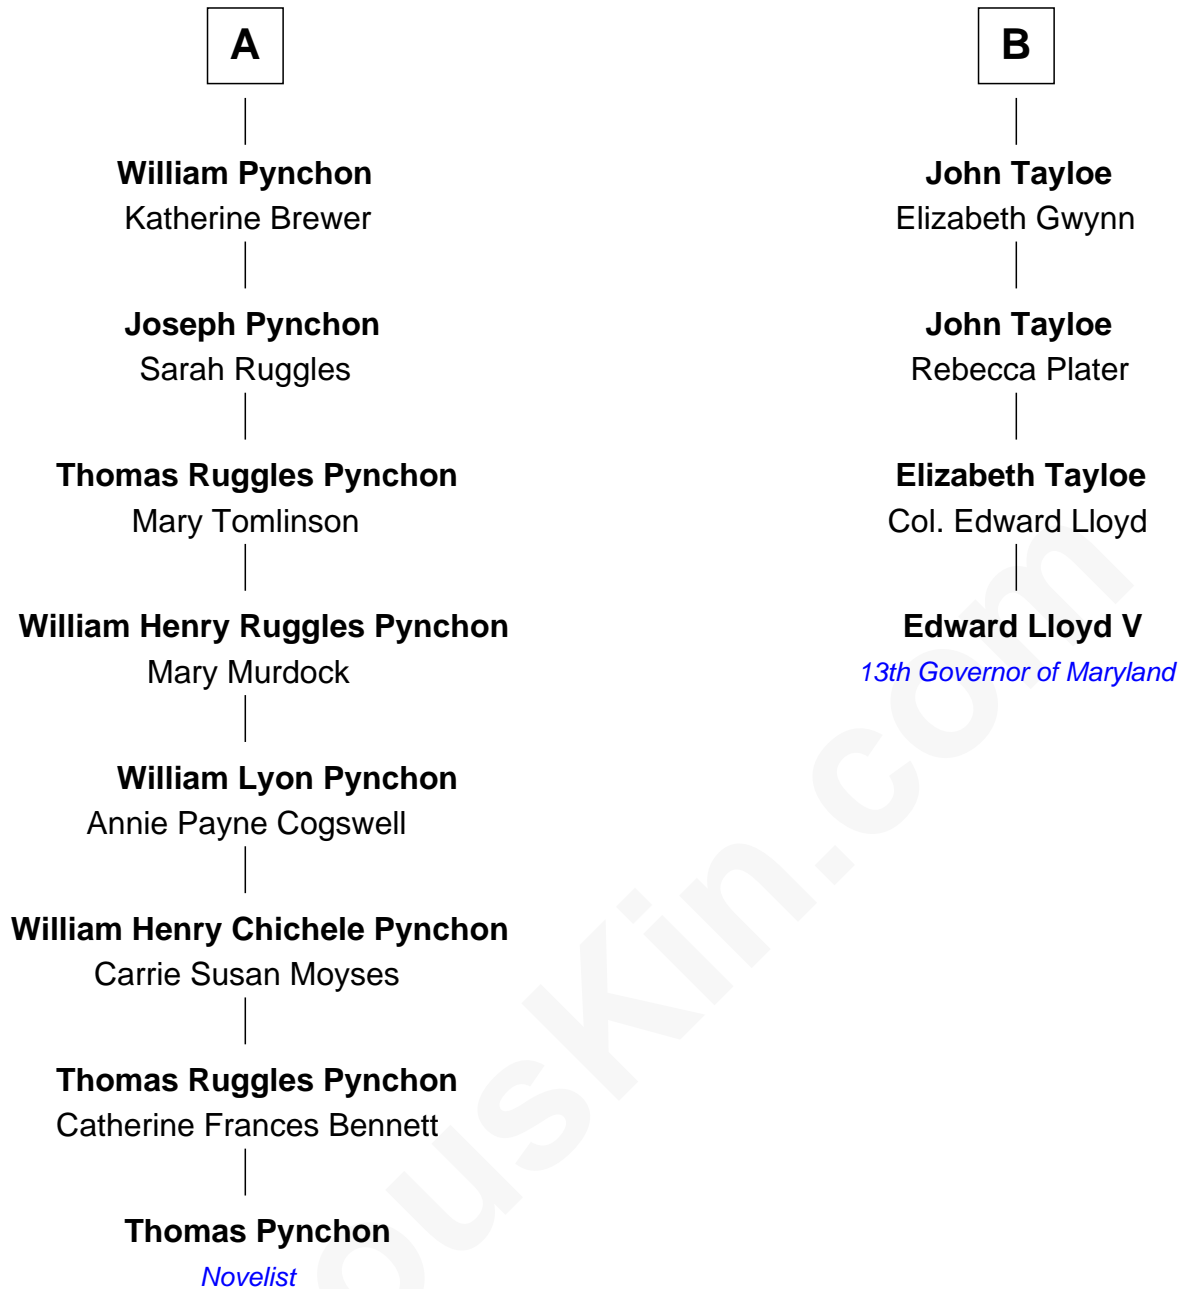 A
William Pynchon
Katherine Brewer
Joseph Pynchon
Sarah Ruggles
Thomas Ruggles Pynchon
Mary Tomlinson
William Henry Ruggles Pynchon
Mary Murdock
William Lyon Pynchon
Annie Payne Cogswell
William Henry Chichele Pynchon
Carrie Susan Moyses
Thomas Ruggles Pynchon
Catherine Frances Bennett
Thomas Pynchon
Novelist
B
John Tayloe
Elizabeth Gwynn
John Tayloe
Rebecca Plater
Elizabeth Tayloe
Col. Edward Lloyd
Edward Lloyd V
13th Governor of Maryland
ousKin.com